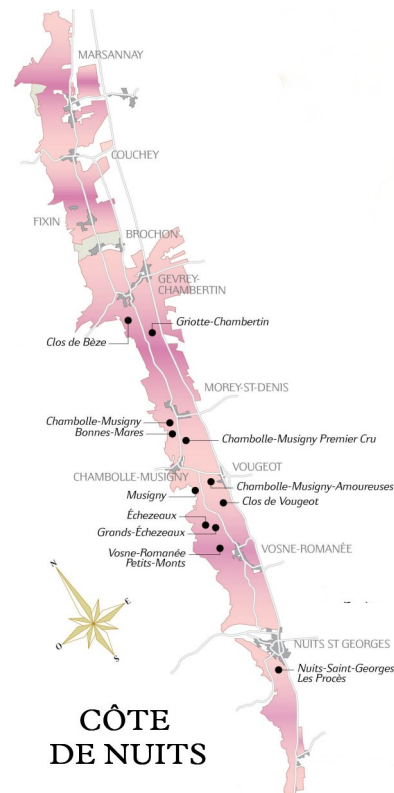 MARSANNAY
COUCHEY
FIXIN
BROCHON
GEVREY-
CHAMBERTIN
Griotte-Chambertin
Clos de Bèze
MOREY-ST-DENIS
Chambolle-Musigny
Bonnes-Mares
Chambolle-Musigny Premier Cru
CHAMBOLLE-MUSIGNY
VOUGEOT
Chambolle-Musigny-Amoureuses
Musigny
Clos de Vougeot
Échezeaux
Grands-Échezeaux
Vosne-Romanée
Petits-Monts
VOSNE-ROMANÉE
N
E
O
S
NUITS ST GEORGES
Nuits-Saint-Georges
Les Procès
CÔTE
DE NUITS